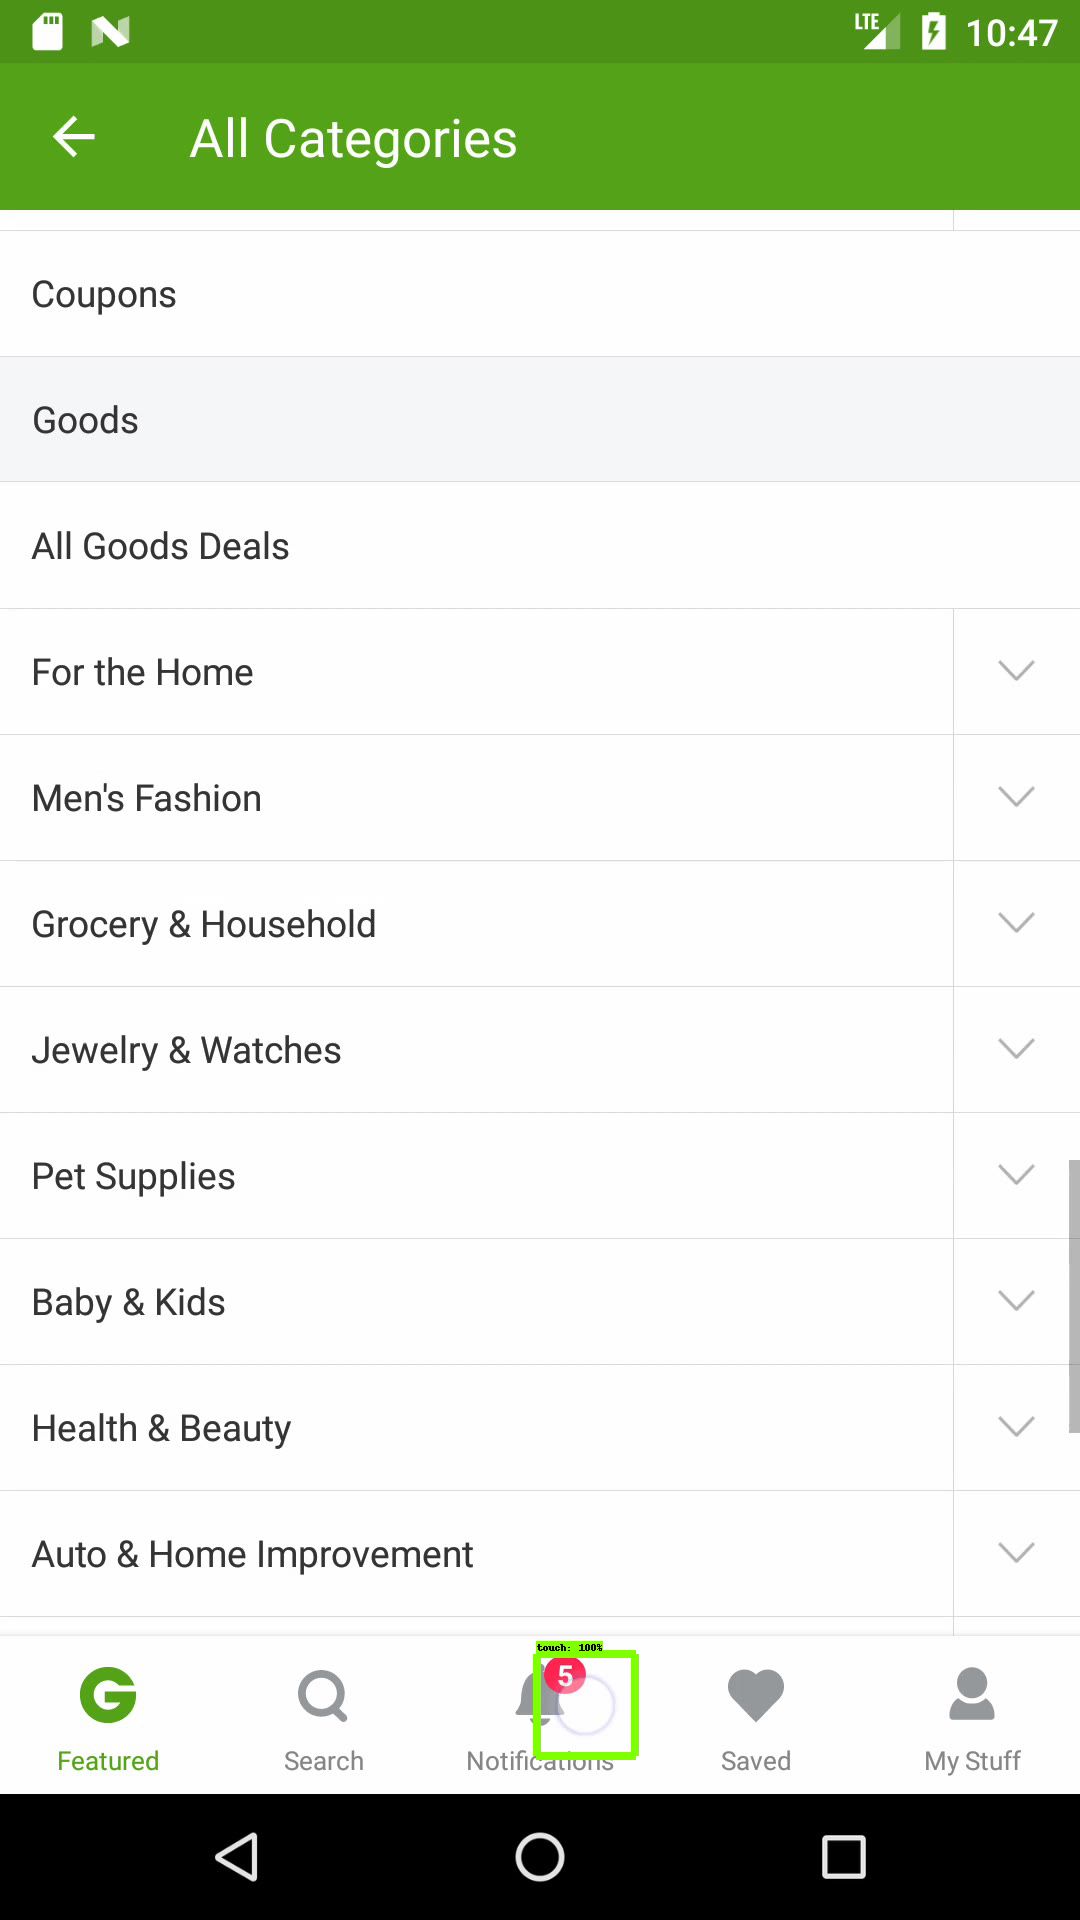 LTE 10:47
All Categories
Coupons
Goods
All Goods Deals
For the Home
Men's Fashion
Grocery & Household
Jewelry & Watches
Pet Supplies
Baby & Kids
Health & Beauty
Auto & Home Improvement
touch: 100%
5
Featured
Search
Notifications
Saved
My Stuff